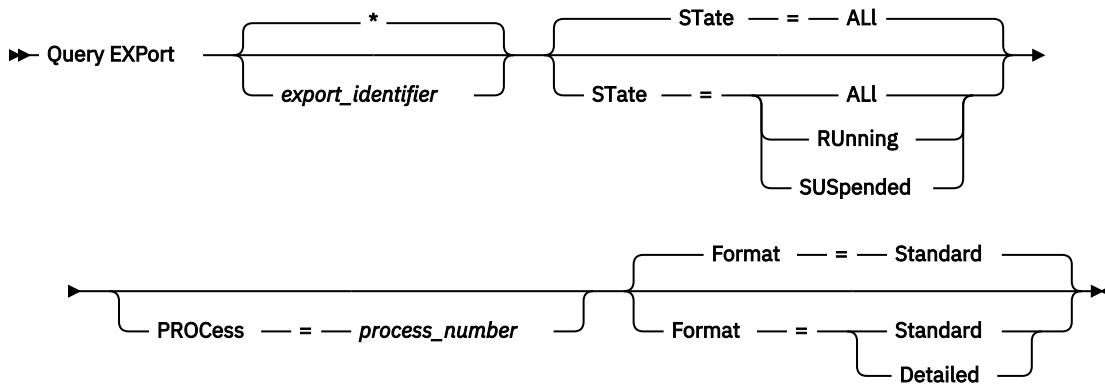 *
STate = ALl
Query EXPort
export_identifier
STate = ALl
RUnning
SUSpended
Format = Standard
PROCess = process_number
Format = Standard
Detailed